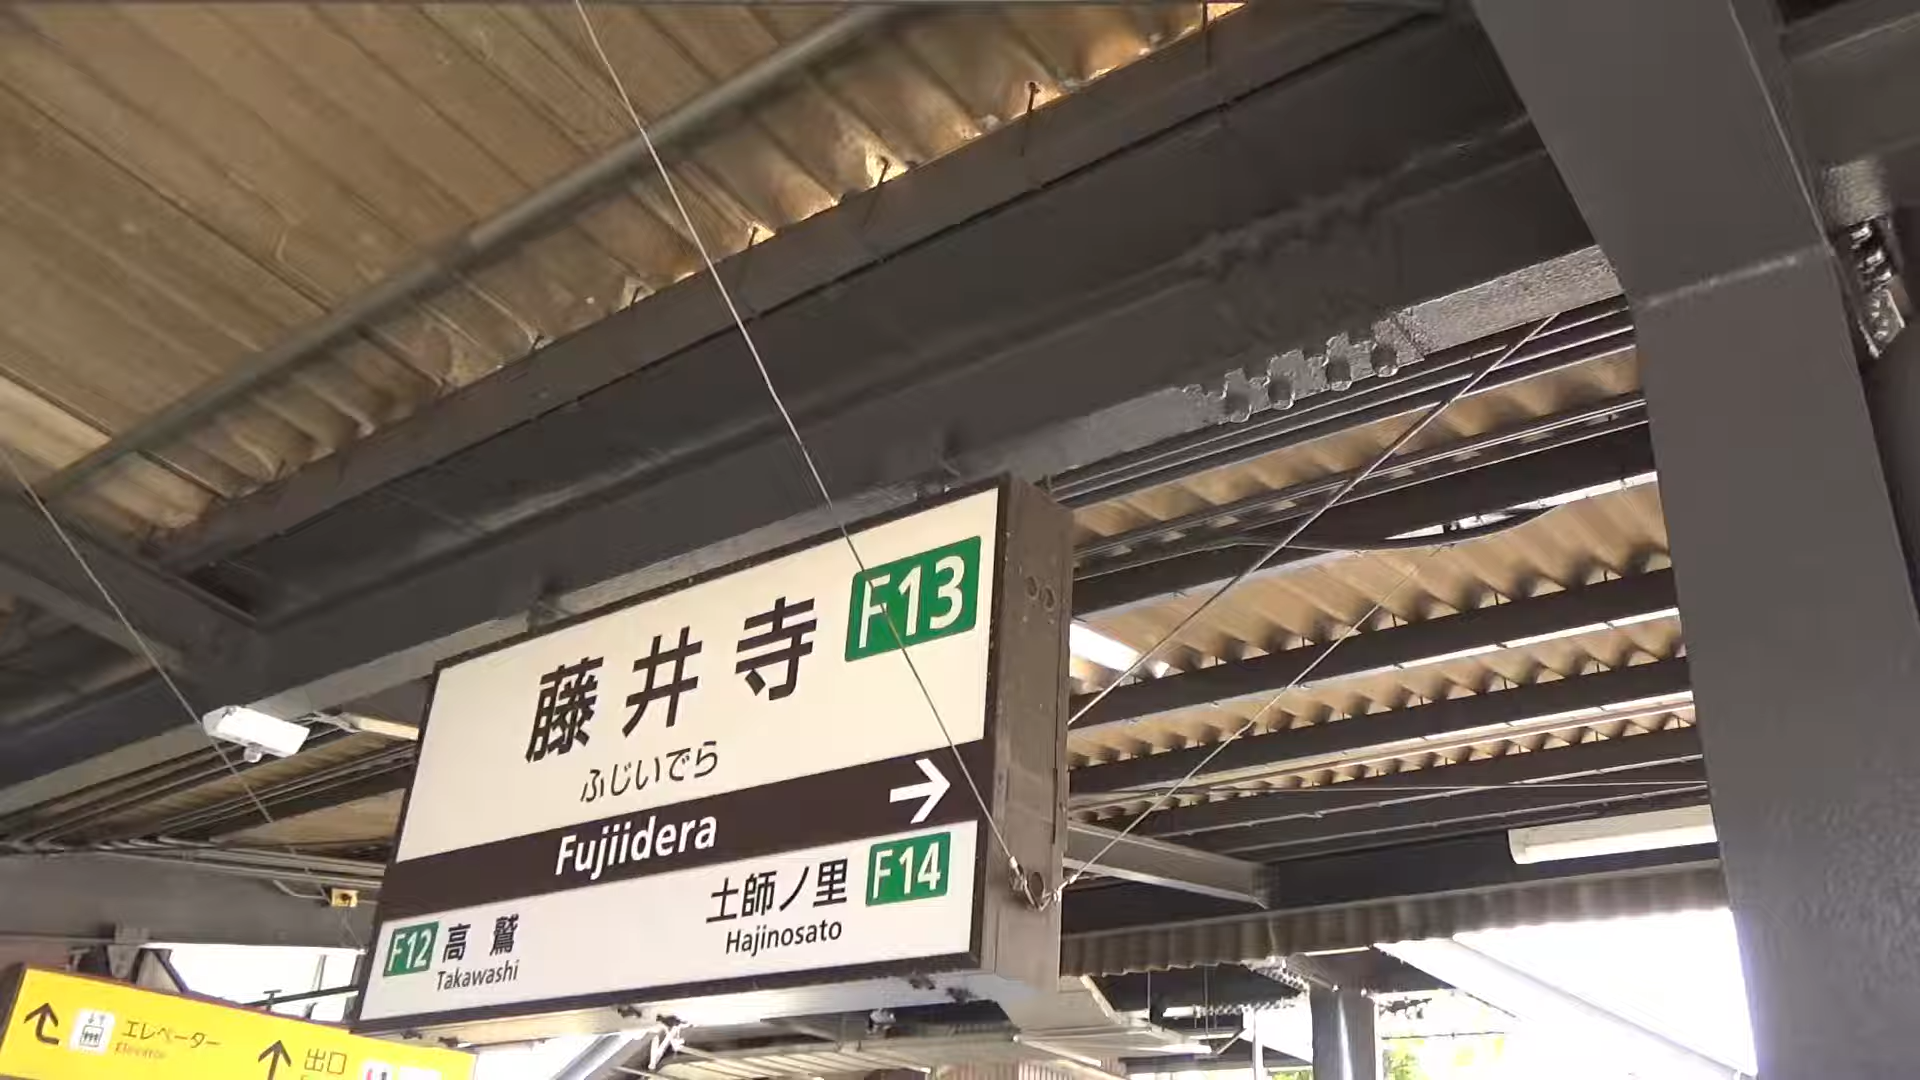 藤井寺 F13
ふじいでら
Fujiidera →
F12 高鷲
Takawashi
土師ノ里 F14
Hajinosato
エレベーター
Elevator
出口